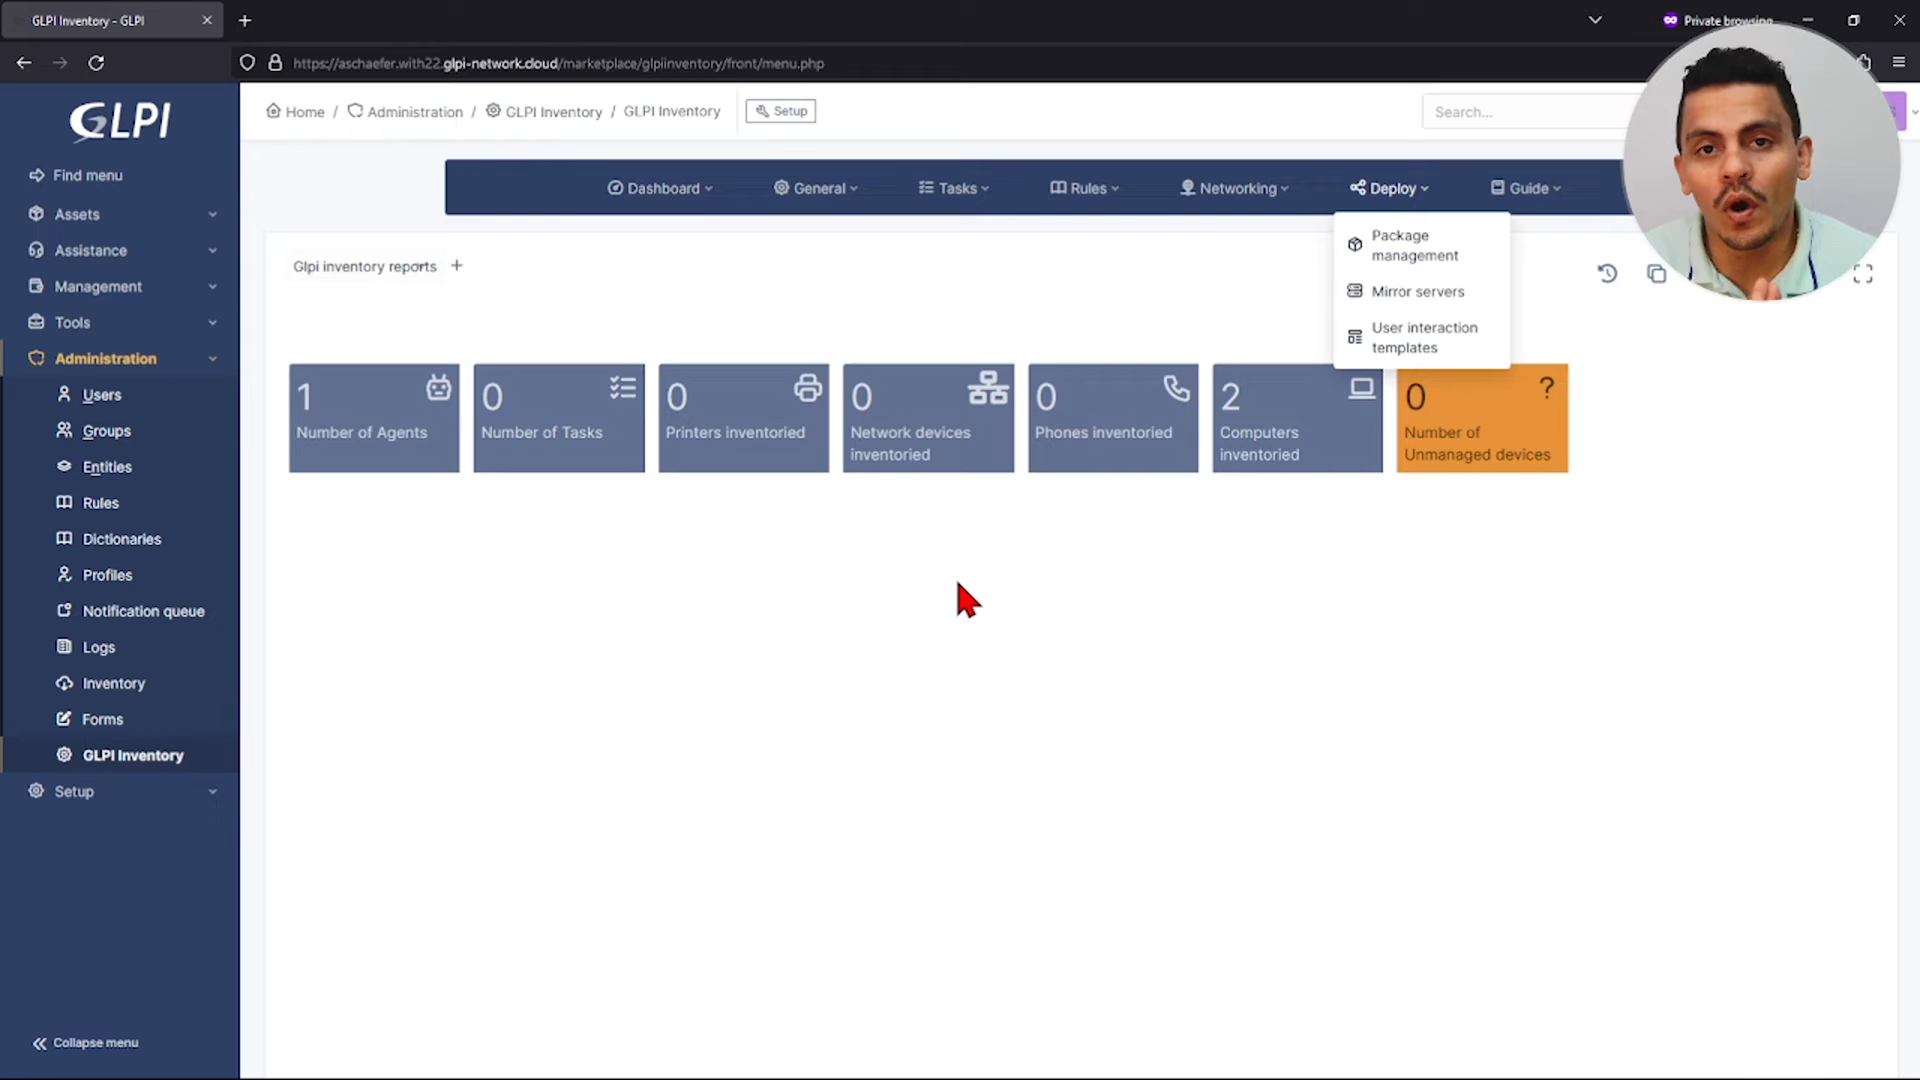 GLPI Inventory - GLPI
Private browsing
https://aschaefer.with22.glpi-network.cloud/marketplace/glpiinventory/front/menu.php
GLPI
Home / Administration / GLPI Inventory / GLPI Inventory
Setup
Search...
Find menu
Assets
Assistance
Management
Tools
Administration
Users
Groups
Entities
Rules
Dictionaries
Profiles
Notification queue
Logs
Inventory
Forms
GLPI Inventory
Setup
Collapse menu
Dashboard
General
Tasks
Rules
Networking
Deploy
Guide
Package
management
Mirror servers
User interaction
templates
Glpi inventory reports +
1
Number of Agents
0
Number of Tasks
0
Printers inventoried
0
Network devices
inventoried
0
Phones inventoried
2
Computers
inventoried
0
?
Number of
Unmanaged devices